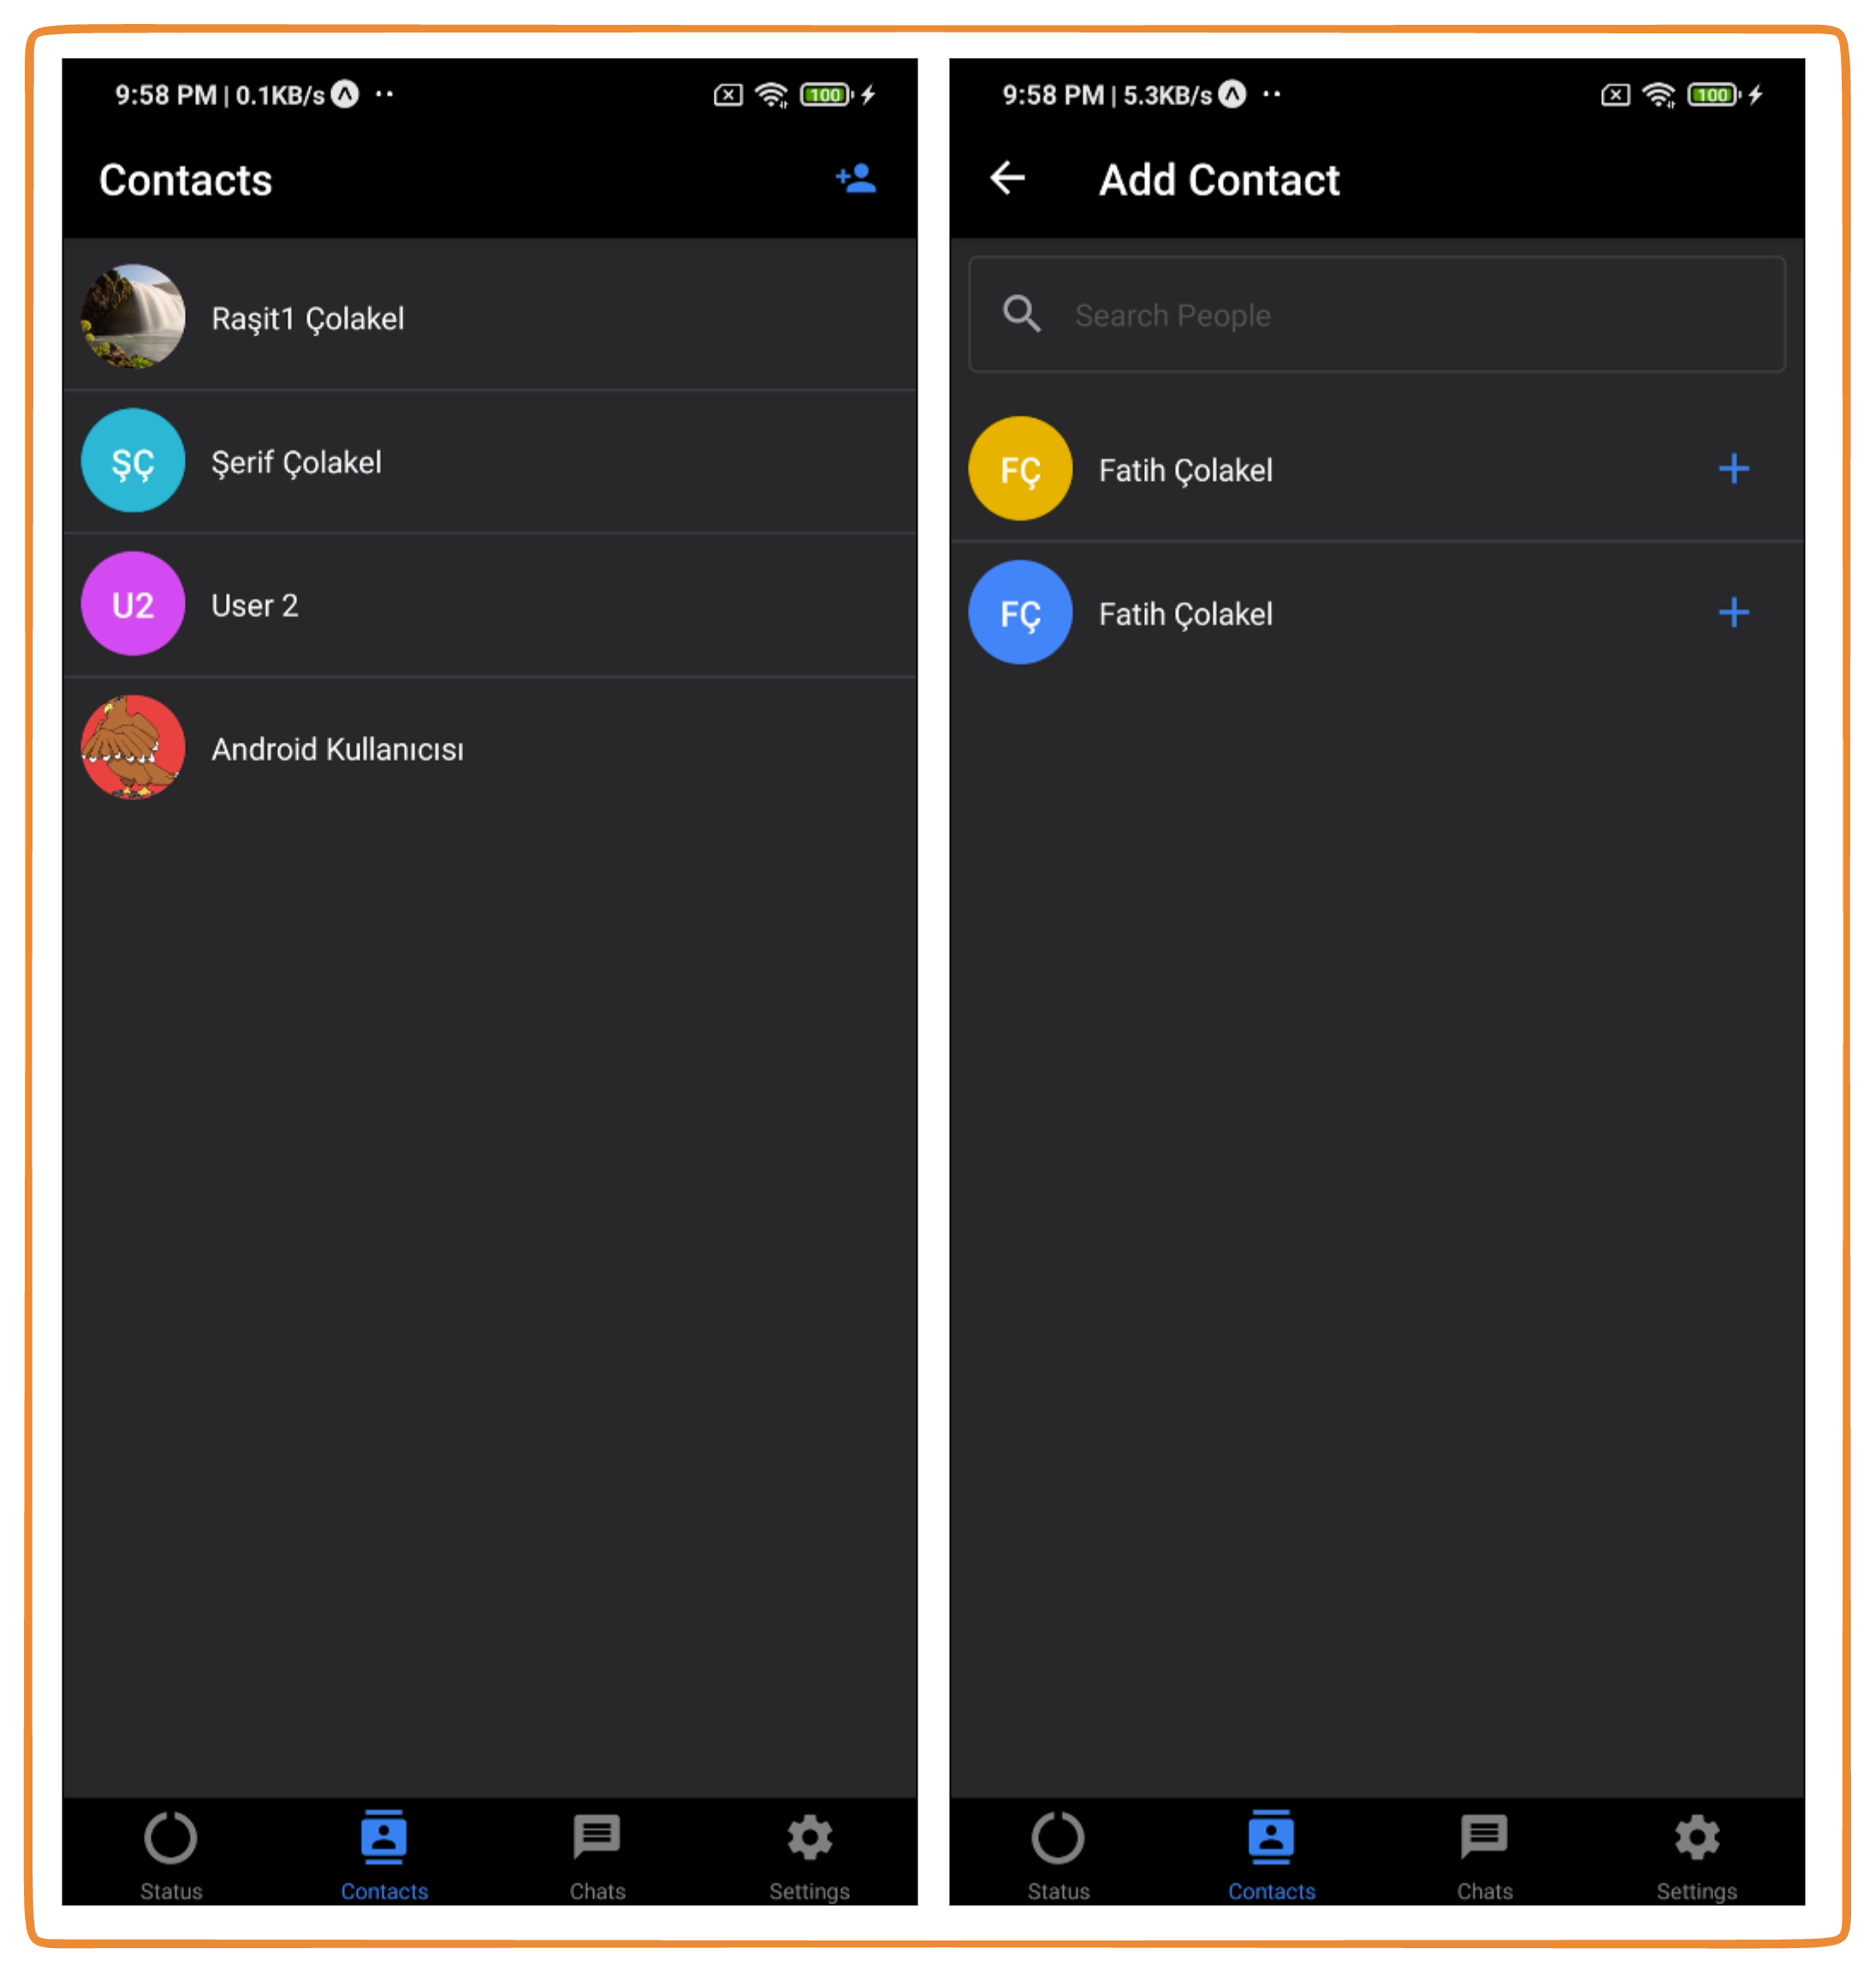 9:58 PM | 0.1KB/s
100
Contacts
Raşit1 Çolakel
ŞÇ
Şerif Çolakel
U2
User 2
Android Kullanıcısı
Status
Contacts
Chats
Settings
9:58 PM | 5.3KB/s
100
Add Contact
Search People
FÇ
Fatih Çolakel
FÇ
Fatih Çolakel
Status
Contacts
Chats
Settings